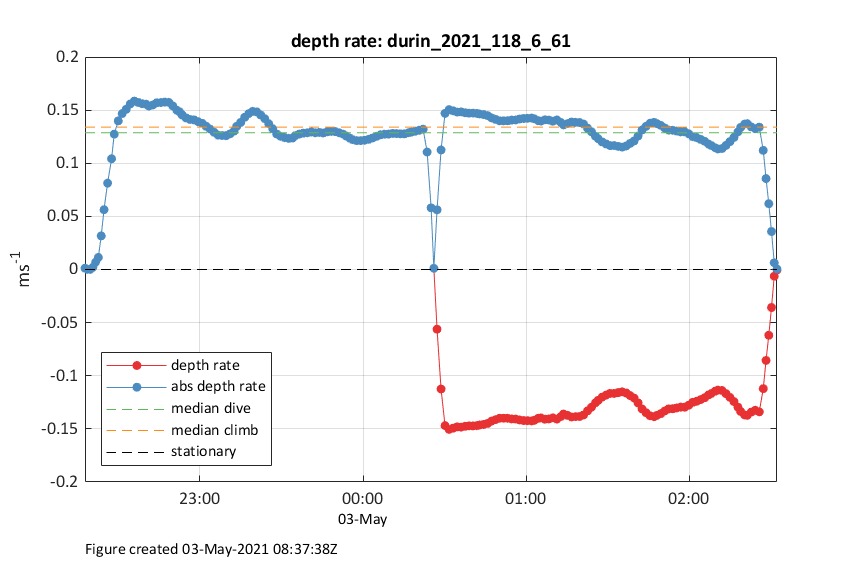 depth rate: durin_2021_118_6_61
0.2
0.15
0.1
0.05
0
-0.05
-0.1
-0.15
-0.2
ms-1
depth rate
abs depth rate
median dive
median climb
stationary
23:00 00:00 01:00 02:00
03-May
Figure created 03-May-2021 08:37:38Z